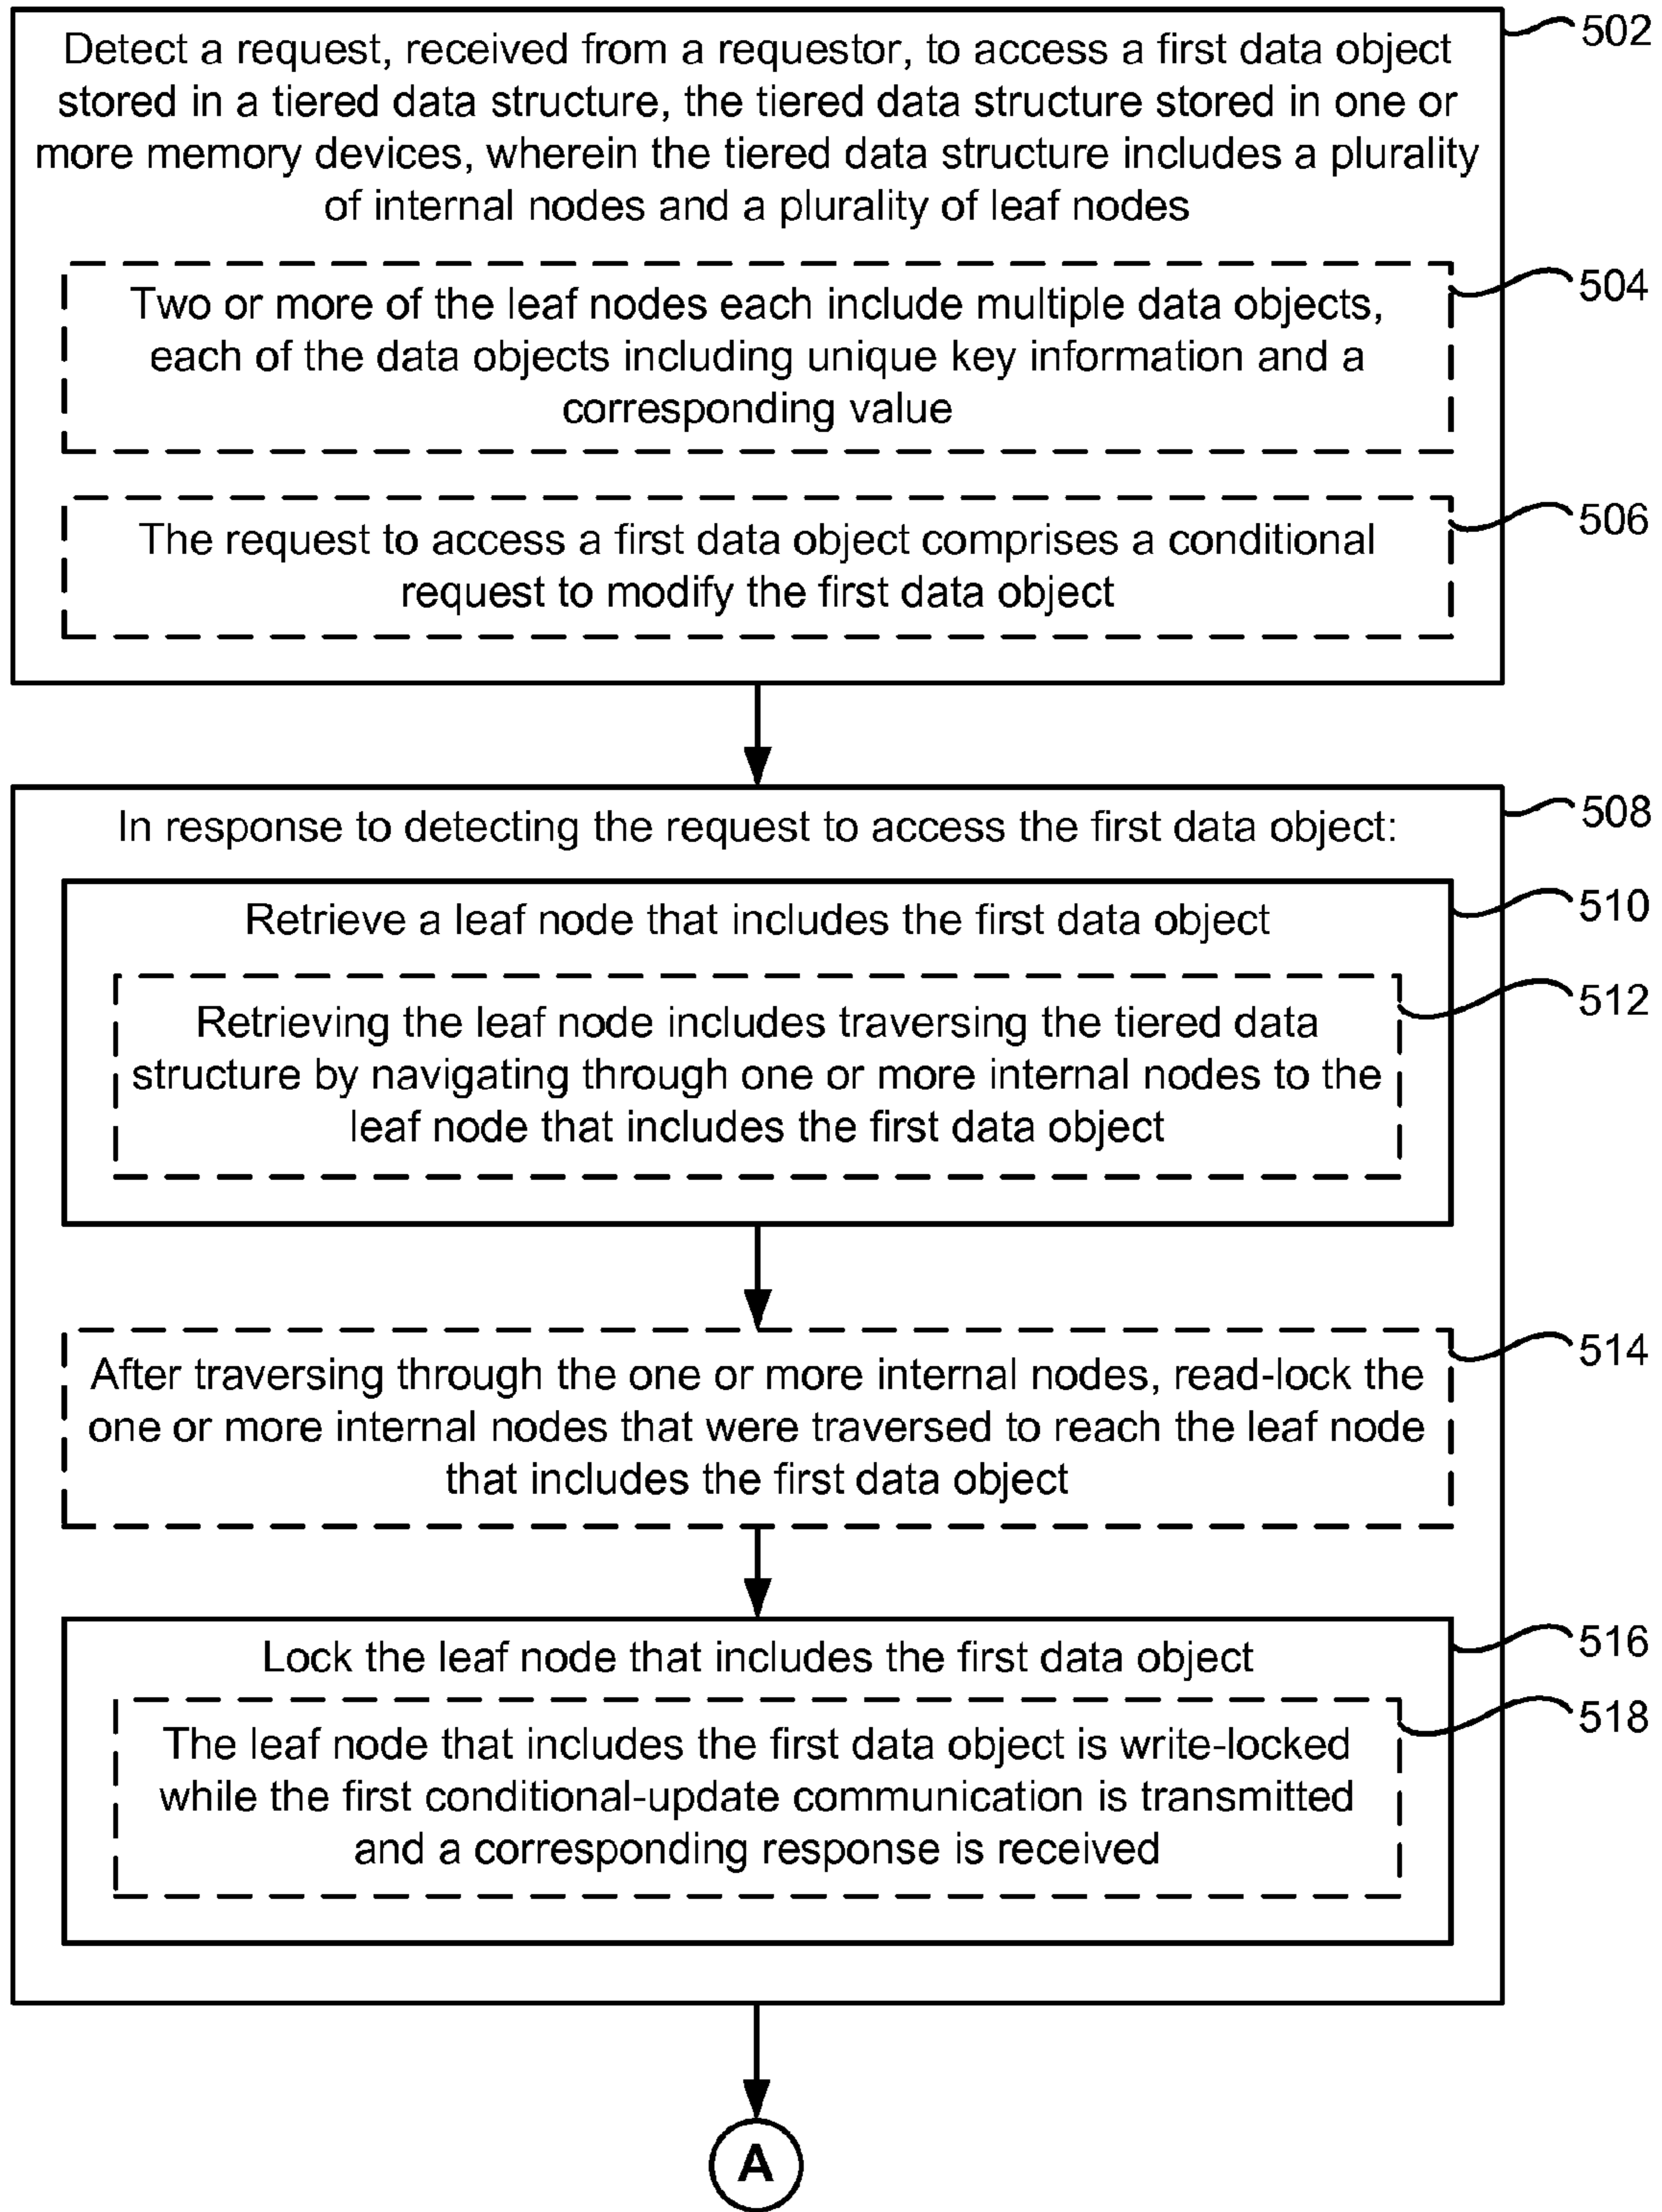 Detect a request, received from a requestor, to access a first data object
stored in a tiered data structure, the tiered data structure stored in one or
more memory devices, wherein the tiered data structure includes a plurality
of internal nodes and a plurality of leaf nodes
502
Two or more of the leaf nodes each include multiple data objects,
each of the data objects including unique key information and a
corresponding value
504
The request to access a first data object comprises a conditional
request to modify the first data object
506
In response to detecting the request to access the first data object:
508
Retrieve a leaf node that includes the first data object
510
Retrieving the leaf node includes traversing the tiered data
structure by navigating through one or more internal nodes to the
leaf node that includes the first data object
512
After traversing through the one or more internal nodes, read-lock the
one or more internal nodes that were traversed to reach the leaf node
that includes the first data object
514
Lock the leaf node that includes the first data object
516
The leaf node that includes the first data object is write-locked
while the first conditional-update communication is transmitted
and a corresponding response is received
518
A